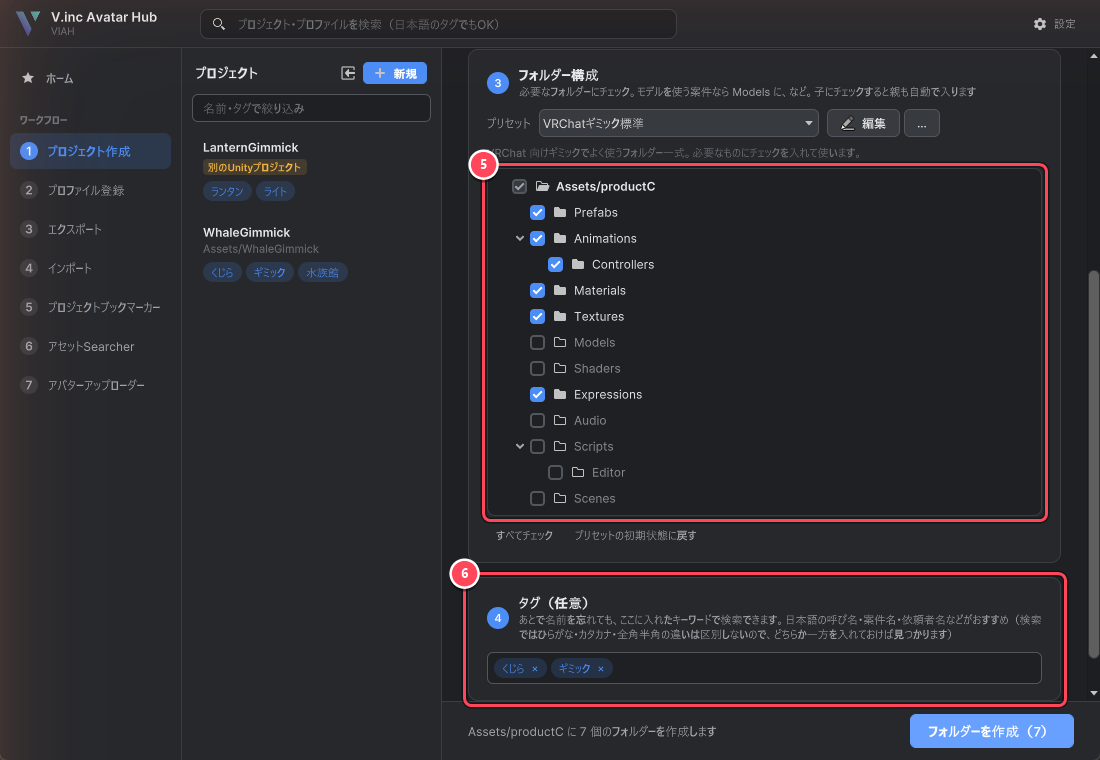 V.inc Avatar Hub
VIAH
プロジェクト・プロファイルを検索（日本語のタグでもOK）
設定
ホーム
ワークフロー
1 プロジェクト作成
2 プロファイル登録
3 エクスポート
4 インポート
5 プロジェクトブックマーカー
6 アセットSearcher
7 アバターアップローダー
プロジェクト
＋ 新規
名前・タグで絞り込み
LanternGimmick
別のUnityプロジェクト
ランタン ライト
WhaleGimmick
Assets/WhaleGimmick
くじら ギミック 水族館
3 フォルダー構成
必要なフォルダーにチェック。モデルを使う案件なら Models に、など。子にチェックすると親も自動で入ります
プリセット VRChatギミック標準 編集 ...
VRChat 向けギミックでよく使うフォルダー一式。必要なものにチェックを入れて使います。
5
Assets/productC
Prefabs
Animations
Controllers
Materials
Textures
Models
Shaders
Expressions
Audio
Scripts
Editor
Scenes
すべてチェック プリセットの初期状態に戻す
6
4 タグ（任意）
あとで名前を忘れても、ここに入れたキーワードで検索できます。日本語の呼び名・案件名・依頼者名などがおすすめ（検索
ではひらがな・カタカナ・全角半角の違いは区別しないので、どちらか一方を入れておけば見つかります）
くじら × ギミック ×
Assets/productC に 7 個のフォルダーを作成します
フォルダーを作成（7）